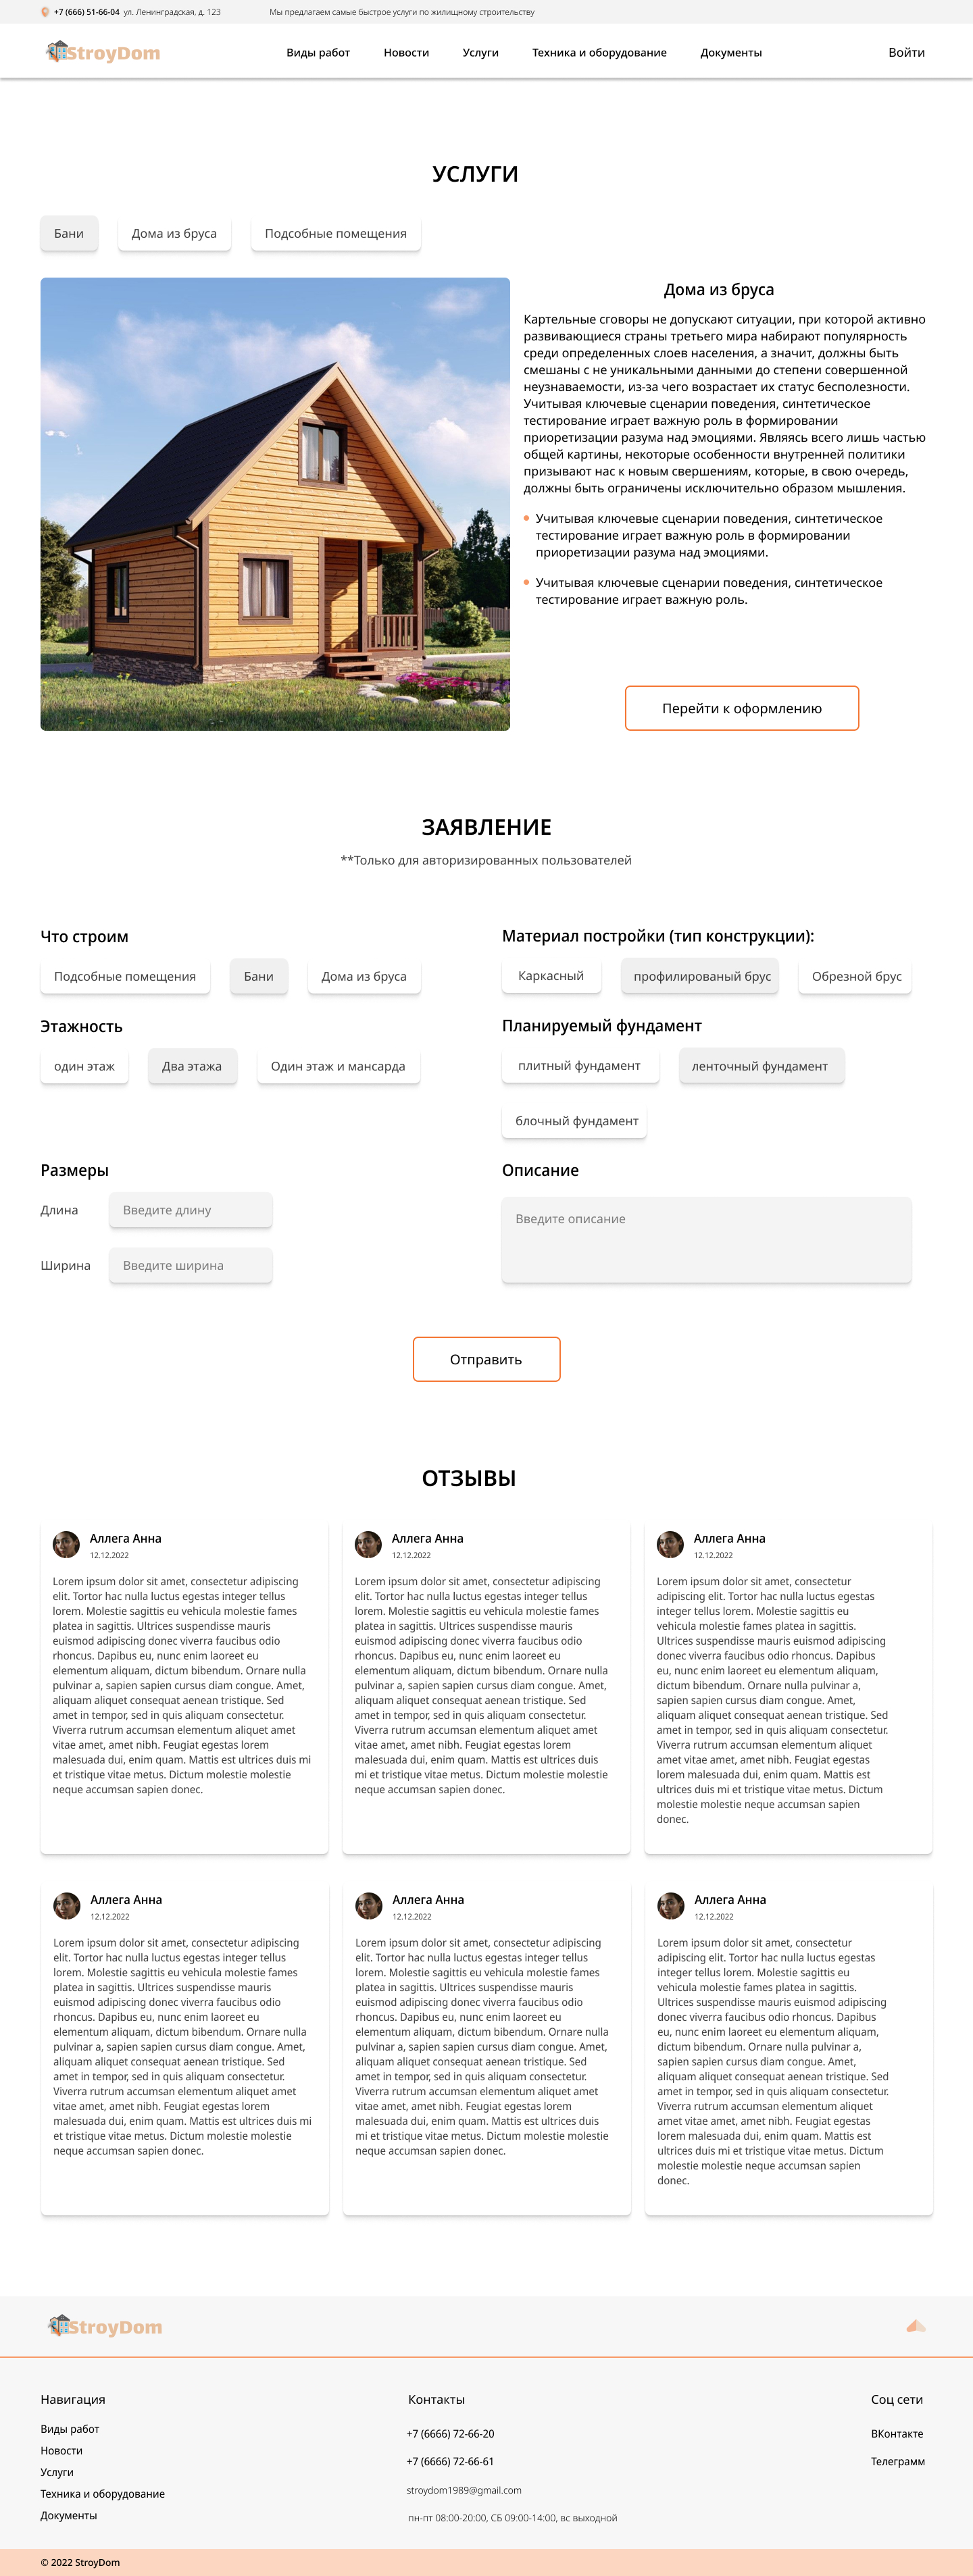 +7 (666) 51-66-04 ул. Ленинградская, д. 123 Мы предлагаем самые быстрое услуги по жилищному строительству
StroyDom Виды работ Новости Услуги Техника и оборудование Документы Войти
УСЛУГИ
Бани Дома из бруса Подсобные помещения
Дома из бруса
Картельные сговоры не допускают ситуации, при которой активно
развивающиеся страны третьего мира набирают популярность
среди определенных слоев населения, а значит, должны быть
смешаны с не уникальными данными до степени совершенной
неузнаваемости, из-за чего возрастает их статус бесполезности.
Учитывая ключевые сценарии поведения, синтетическое
тестирование играет важную роль в формировании
приоретизации разума над эмоциями. Являясь всего лишь частью
общей картины, некоторые особенности внутренней политики
призывают нас к новым свершениям, которые, в свою очередь,
должны быть ограничены исключительно образом мышления.
Учитывая ключевые сценарии поведения, синтетическое
тестирование играет важную роль в формировании
приоретизации разума над эмоциями.
Учитывая ключевые сценарии поведения, синтетическое
тестирование играет важную роль.
Перейти к оформлению
ЗАЯВЛЕНИЕ
**Только для авторизированных пользователей
Что строим
Подсобные помещения Бани Дома из бруса
Материал постройки (тип конструкции):
Каркасный профилированый брус Обрезной брус
Этажность
один этаж Два этажа Один этаж и мансарда
Планируемый фундамент
плитный фундамент ленточный фундамент
блочный фундамент
Размеры
Длина Введите длину
Ширина Введите ширина
Описание
Введите описание
Отправить
ОТЗЫВЫ
Аллега Анна
12.12.2022
Lorem ipsum dolor sit amet, consectetur adipiscing
elit. Tortor hac nulla luctus egestas integer tellus
lorem. Molestie sagittis eu vehicula molestie fames
platea in sagittis. Ultrices suspendisse mauris
euismod adipiscing donec viverra faucibus odio
rhoncus. Dapibus eu, nunc enim laoreet eu
elementum aliquam, dictum bibendum. Ornare nulla
pulvinar a, sapien sapien cursus diam congue. Amet,
aliquam aliquet consequat aenean tristique. Sed
amet in tempor, sed in quis aliquam consectetur.
Viverra rutrum accumsan elementum aliquet amet
vitae amet, amet nibh. Feugiat egestas lorem
malesuada dui, enim quam. Mattis est ultrices duis mi
et tristique vitae metus. Dictum molestie molestie
neque accumsan sapien donec.
Аллега Анна
12.12.2022
Lorem ipsum dolor sit amet, consectetur adipiscing
elit. Tortor hac nulla luctus egestas integer tellus
lorem. Molestie sagittis eu vehicula molestie fames
platea in sagittis. Ultrices suspendisse mauris
euismod adipiscing donec viverra faucibus odio
rhoncus. Dapibus eu, nunc enim laoreet eu
elementum aliquam, dictum bibendum. Ornare nulla
pulvinar a, sapien sapien cursus diam congue. Amet,
aliquam aliquet consequat aenean tristique. Sed
amet in tempor, sed in quis aliquam consectetur.
Viverra rutrum accumsan elementum aliquet amet
vitae amet, amet nibh. Feugiat egestas lorem
malesuada dui, enim quam. Mattis est ultrices duis
mi et tristique vitae metus. Dictum molestie molestie
neque accumsan sapien donec.
Аллега Анна
12.12.2022
Lorem ipsum dolor sit amet, consectetur
adipiscing elit. Tortor hac nulla luctus egestas
integer tellus lorem. Molestie sagittis eu
vehicula molestie fames platea in sagittis.
Ultrices suspendisse mauris euismod adipiscing
donec viverra faucibus odio rhoncus. Dapibus
eu, nunc enim laoreet eu elementum aliquam,
dictum bibendum. Ornare nulla pulvinar a,
sapien sapien cursus diam congue. Amet,
aliquam aliquet consequat aenean tristique. Sed
amet in tempor, sed in quis aliquam consectetur.
Viverra rutrum accumsan elementum aliquet
amet vitae amet, amet nibh. Feugiat egestas
lorem malesuada dui, enim quam. Mattis est
ultrices duis mi et tristique vitae metus. Dictum
molestie molestie neque accumsan sapien
donec.
Аллега Анна
12.12.2022
Lorem ipsum dolor sit amet, consectetur adipiscing
elit. Tortor hac nulla luctus egestas integer tellus
lorem. Molestie sagittis eu vehicula molestie fames
platea in sagittis. Ultrices suspendisse mauris
euismod adipiscing donec viverra faucibus odio
rhoncus. Dapibus eu, nunc enim laoreet eu
elementum aliquam, dictum bibendum. Ornare nulla
pulvinar a, sapien sapien cursus diam congue. Amet,
aliquam aliquet consequat aenean tristique. Sed
amet in tempor, sed in quis aliquam consectetur.
Viverra rutrum accumsan elementum aliquet amet
vitae amet, amet nibh. Feugiat egestas lorem
malesuada dui, enim quam. Mattis est ultrices duis mi
et tristique vitae metus. Dictum molestie molestie
neque accumsan sapien donec.
Аллега Анна
12.12.2022
Lorem ipsum dolor sit amet, consectetur adipiscing
elit. Tortor hac nulla luctus egestas integer tellus
lorem. Molestie sagittis eu vehicula molestie fames
platea in sagittis. Ultrices suspendisse mauris
euismod adipiscing donec viverra faucibus odio
rhoncus. Dapibus eu, nunc enim laoreet eu
elementum aliquam, dictum bibendum. Ornare nulla
pulvinar a, sapien sapien cursus diam congue. Amet,
aliquam aliquet consequat aenean tristique. Sed
amet in tempor, sed in quis aliquam consectetur.
Viverra rutrum accumsan elementum aliquet amet
vitae amet, amet nibh. Feugiat egestas lorem
malesuada dui, enim quam. Mattis est ultrices duis
mi et tristique vitae metus. Dictum molestie molestie
neque accumsan sapien donec.
Аллега Анна
12.12.2022
Lorem ipsum dolor sit amet, consectetur
adipiscing elit. Tortor hac nulla luctus egestas
integer tellus lorem. Molestie sagittis eu
vehicula molestie fames platea in sagittis.
Ultrices suspendisse mauris euismod adipiscing
donec viverra faucibus odio rhoncus. Dapibus
eu, nunc enim laoreet eu elementum aliquam,
dictum bibendum. Ornare nulla pulvinar a,
sapien sapien cursus diam congue. Amet,
aliquam aliquet consequat aenean tristique. Sed
amet in tempor, sed in quis aliquam consectetur.
Viverra rutrum accumsan elementum aliquet
amet vitae amet, amet nibh. Feugiat egestas
lorem malesuada dui, enim quam. Mattis est
ultrices duis mi et tristique vitae metus. Dictum
molestie molestie neque accumsan sapien
donec.
StroyDom
Навигация
Виды работ
Новости
Услуги
Техника и оборудование
Документы
Контакты
+7 (6666) 72-66-20
+7 (6666) 72-66-61
stroydom1989@gmail.com
пн-пт 08:00-20:00, СБ 09:00-14:00, вс выходной
Соц сети
ВКонтакте
Телеграмм
© 2022 StroyDom